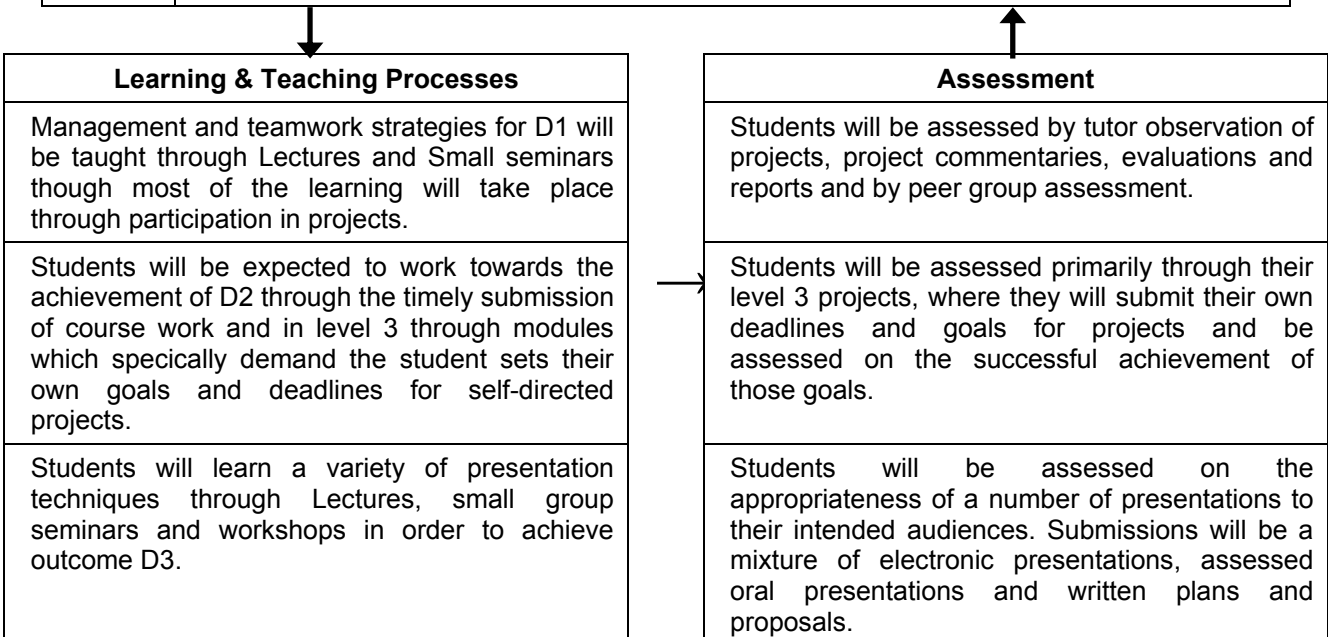 Learning & Teaching Processes
Management and teamwork strategies for D1 will
be taught through Lectures and Small seminars
though most of the learning will take place
through participation in projects.
Students will be expected to work towards the
achievement of D2 through the timely submission
of course work and in level 3 through modules
which specically demand the student sets their
own goals and deadlines for self-directed
projects.
Students will learn a variety of presentation
techniques through Lectures, small group
seminars and workshops in order to achieve
outcome D3.
Assessment
Students will be assessed by tutor observation of
projects, project commentaries, evaluations and
reports and by peer group assessment.
Students will be assessed primarily through their
level 3 projects, where they will submit their own
deadlines and goals for projects and be
assessed on the successful achievement of
those goals.
Students will be assessed on the
appropriateness of a number of presentations to
their intended audiences. Submissions will be a
mixture of electronic presentations, assessed
oral presentations and written plans and
proposals.